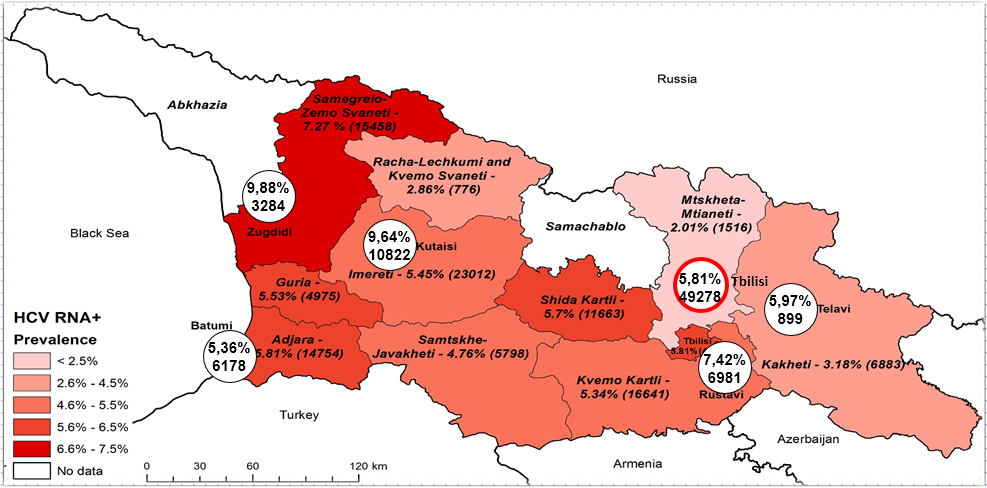 Russia
Abkhazia
Samegrelo-
Zemo Svaneti -
7.27 % (15458)
Racha-Lechkumi and
Kvemo Svaneti -
2.86% (776)
Mtskheta-
Mtianeti -
2.01% (1516)
9,88%
3284
Zugdidi
Black Sea
9,64%
10822
Kutaisi
Samachablo
Imereti - 5.45% (23012)
5,81%
49278
Tbilisi
Guria -
5.53% (4975)
Shida Kartli -
5.7% (11663)
5,97%
899
Telavi
HCV RNA+
Prevalence
< 2.5%
2.6% - 4.5%
4.6% - 5.5%
5.6% - 6.5%
6.6% - 7.5%
No data
Batumi
5,36%
6178
Adjara -
5.81% (14754)
Samtskhe-
Javakheti - 4.76% (5798)
Tbilisi
5.81%
7,42%
6981
Rustavi
Kakheti - 3.18% (6883)
Kvemo Kartli -
5.34% (16641)
Turkey
Azerbaijan
Armenia
0 30 60 120 km